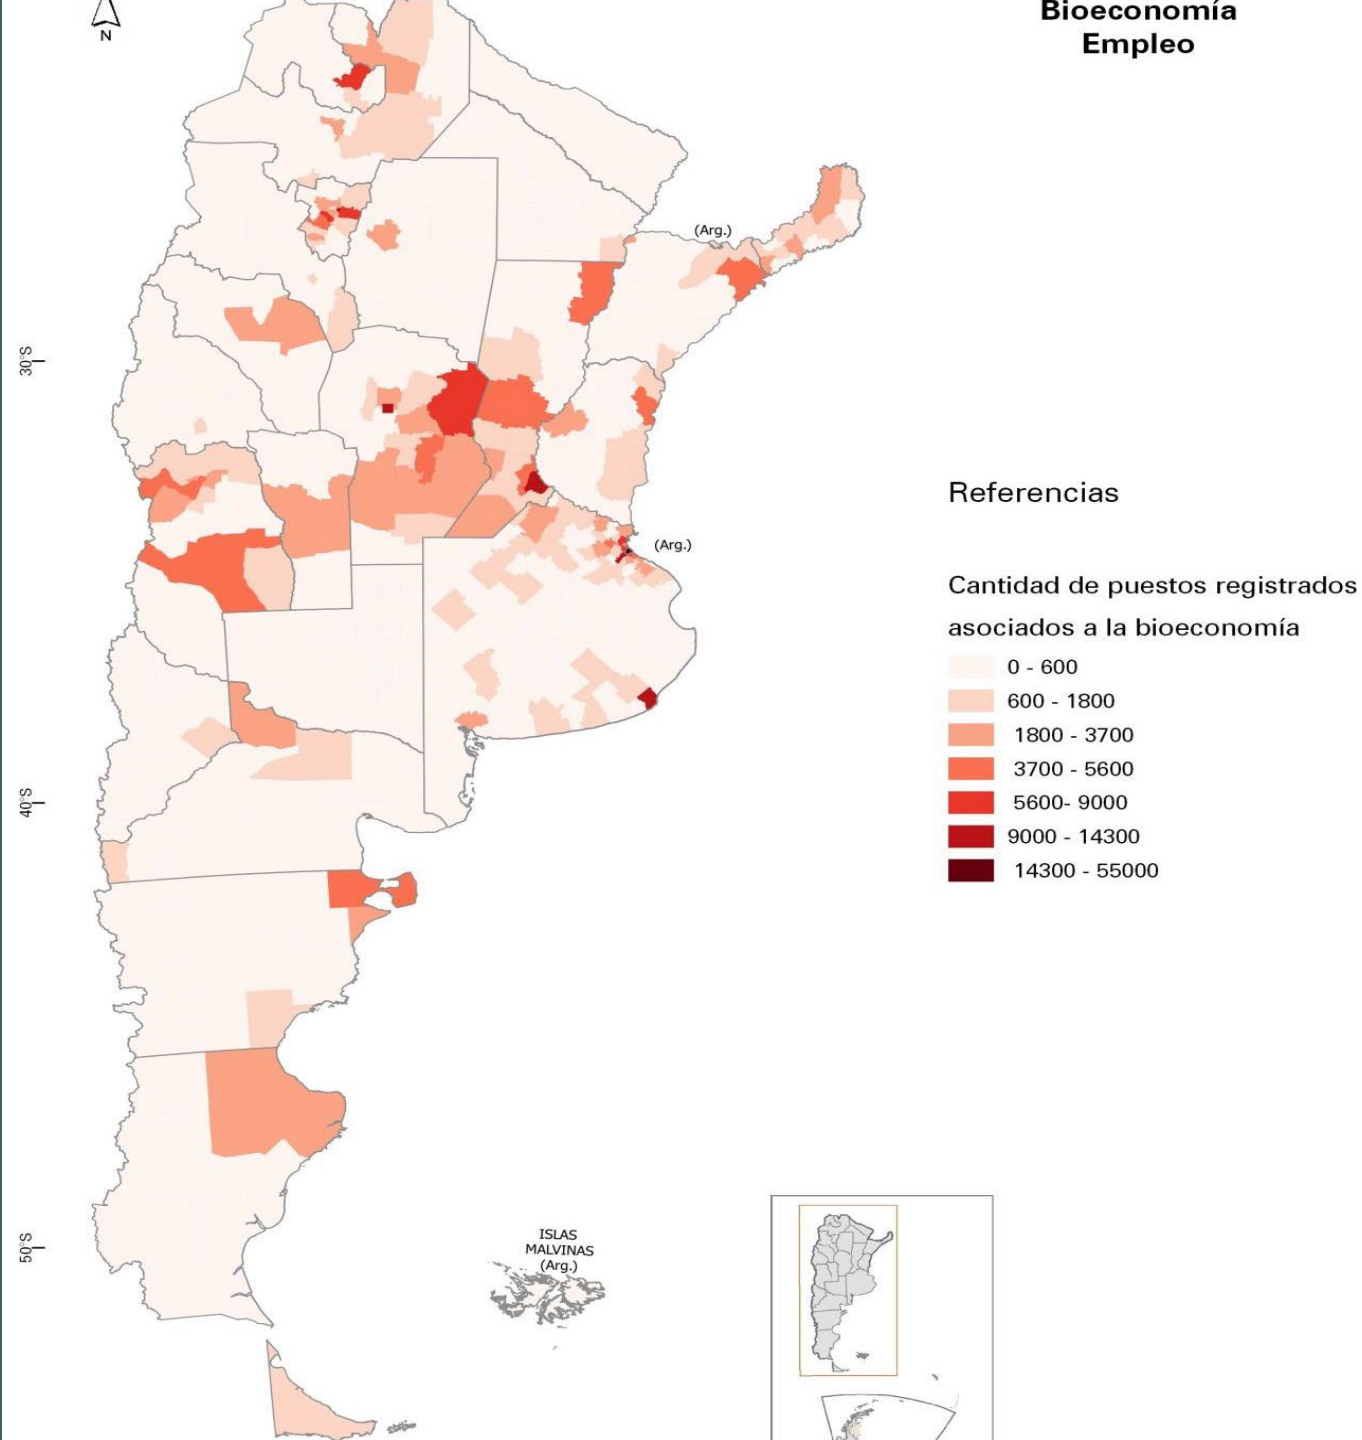 Bioeconomía
Empleo
N
(Arg.)
30°S
Referencias
(Arg.)
Cantidad de puestos registrados
asociados a la bioeconomía
0 - 600
600 - 1800
1800 - 3700
3700 - 5600
5600- 9000
9000 - 14300
14300 - 55000
40°S
50°S
ISLAS
MALVINAS
(Arg.)